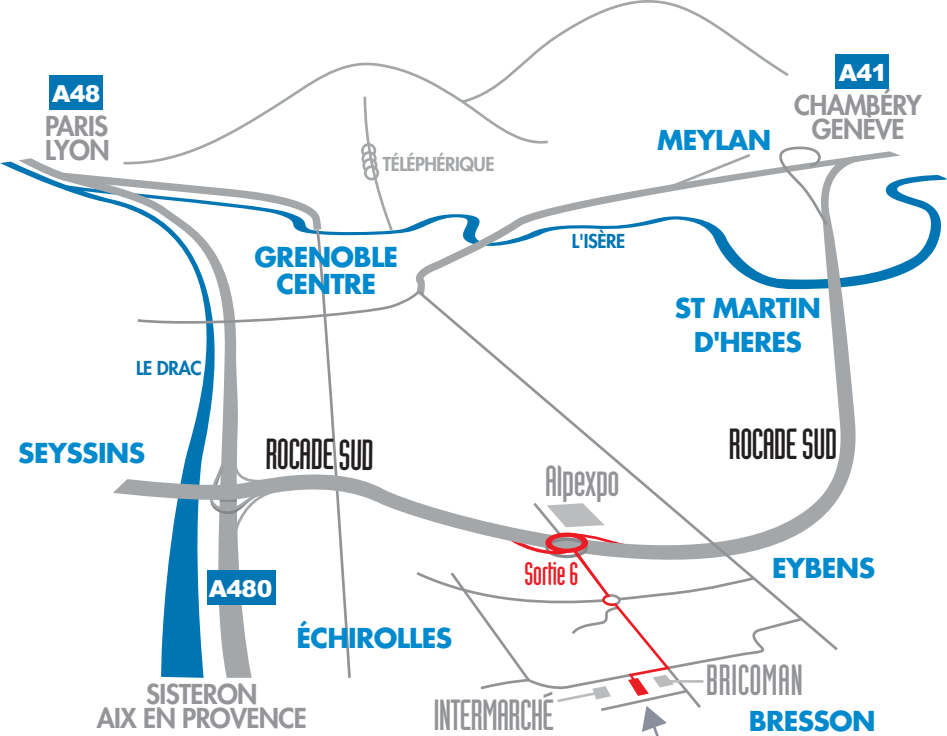 A48
PARIS
LYON
A41
CHAMBÉRY
GENÈVE
MEYLAN
TÉLÉPHÉRIQUE
L'ISÈRE
GRENOBLE
CENTRE
ST MARTIN
D'HERES
LE DRAC
SEYSSINS
ROCADE SUD
ROCADE SUD
Alpexpo
Sortie 6
EYBENS
A480
ÉCHIROLLES
SISTERON
AIX EN PROVENCE
INTERMARCHÉ
BRICOMAN
BRESSON